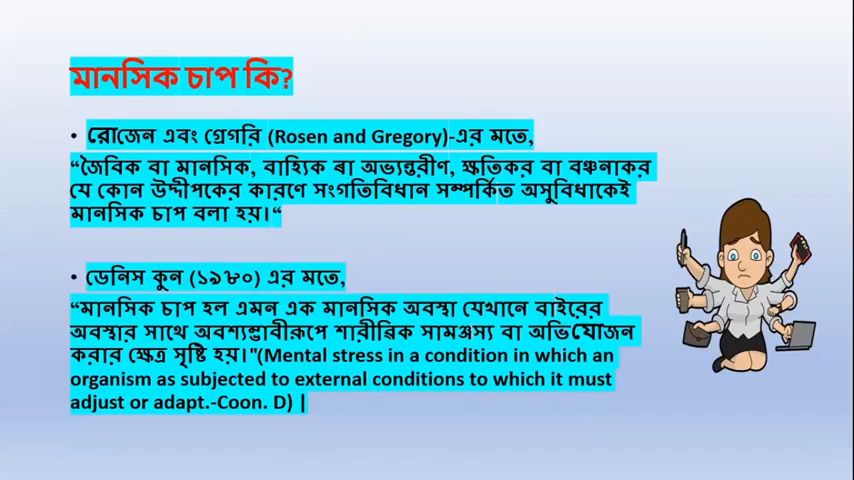 মানসিক চাপ কি?
• রোজেন এবং গ্রেগরি (Rosen and Gregory)-এর মতে,
“জৈবিক বা মানসিক, বাহ্যিক ৰা অভ্যন্তরীণ, ক্ষতিকর বা বঞ্চনাকর
যে কোন উদ্দীপকের কারণে সংগতিবিধান সম্পর্কিত অসুবিধাকেই
মানসিক চাপ বলা হয়।“
• ডেনিস কুন (১৯৮০) এর মতে,
“মানসিক চাপ হল এমন এক মানসিক অবস্থা যেখানে বাইরের
অবস্থার সাথে অবশ্যম্ভাবীরূপে শারীৱিক সামঞ্জস্য বা অভিযোজন
করার ক্ষেত্র সৃষ্টি হয়।"(Mental stress in a condition in which an
organism as subjected to external conditions to which it must
adjust or adapt.-Coon. D) |